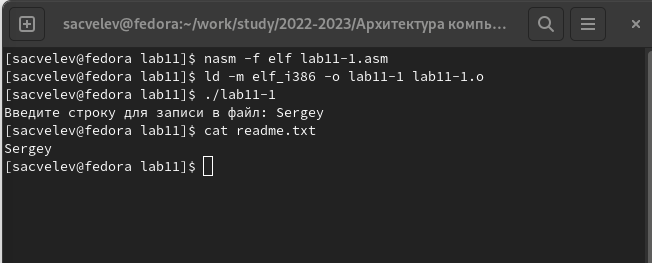 sacvelev@fedora:~/work/study/2022-2023/Архитектура компь...
[sacvelev@fedora lab11]$ nasm -f elf lab11-1.asm
[sacvelev@fedora lab11]$ ld -m elf_i386 -o lab11-1 lab11-1.o
[sacvelev@fedora lab11]$ ./lab11-1
Введите строку для записи в файл: Sergey
[sacvelev@fedora lab11]$ cat readme.txt
Sergey
[sacvelev@fedora lab11]$